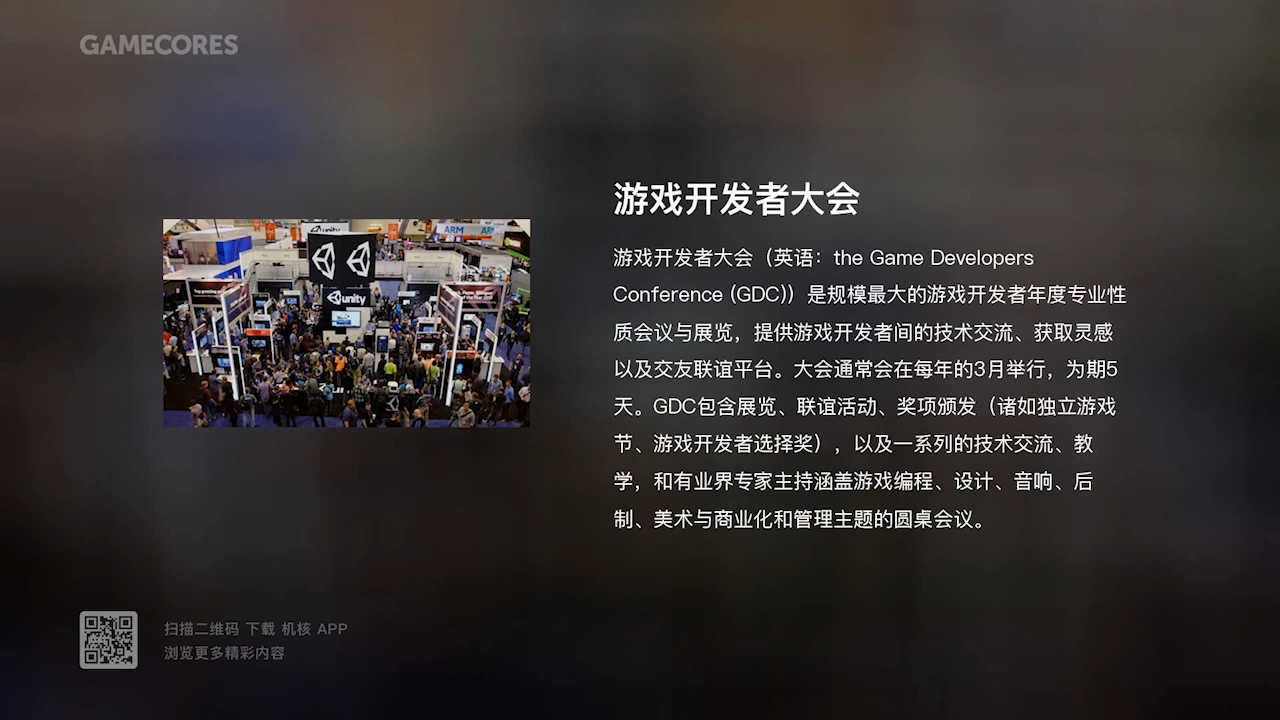 GAMECORES
游戏开发者大会
游戏开发者大会（英语：the Game Developers
Conference (GDC)）是规模最大的游戏开发者年度专业性
质会议与展览，提供游戏开发者间的技术交流、获取灵感
以及交友联谊平台。大会通常会在每年的3月举行，为期5
天。GDC包含展览、联谊活动、奖项颁发（诸如独立游戏
节、游戏开发者选择奖），以及一系列的技术交流、教
学，和有业界专家主持涵盖游戏编程、设计、音响、后
制、美术与商业化和管理主题的圆桌会议。
unity
ARM
unity
扫描二维码 下载 机核 APP
浏览更多精彩内容